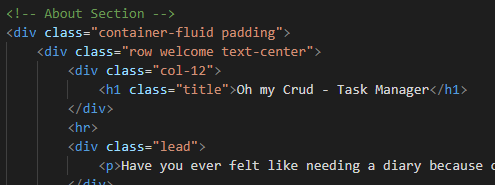 <!-- About Section -->
<div class="container-fluid padding">
<div class="row welcome text-center">
<div class="col-12">
<h1 class="title">Oh my Crud - Task Manager</h1>
</div>
<hr>
<div class="lead">
<p>Have you ever felt like needing a diary because
</div>